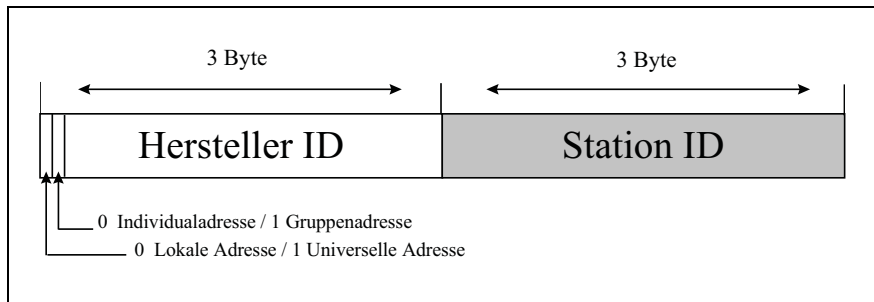 3 Byte 3 Byte
Hersteller ID Station ID
0 Individualadresse / 1 Gruppenadresse
0 Lokale Adresse / 1 Universelle Adresse